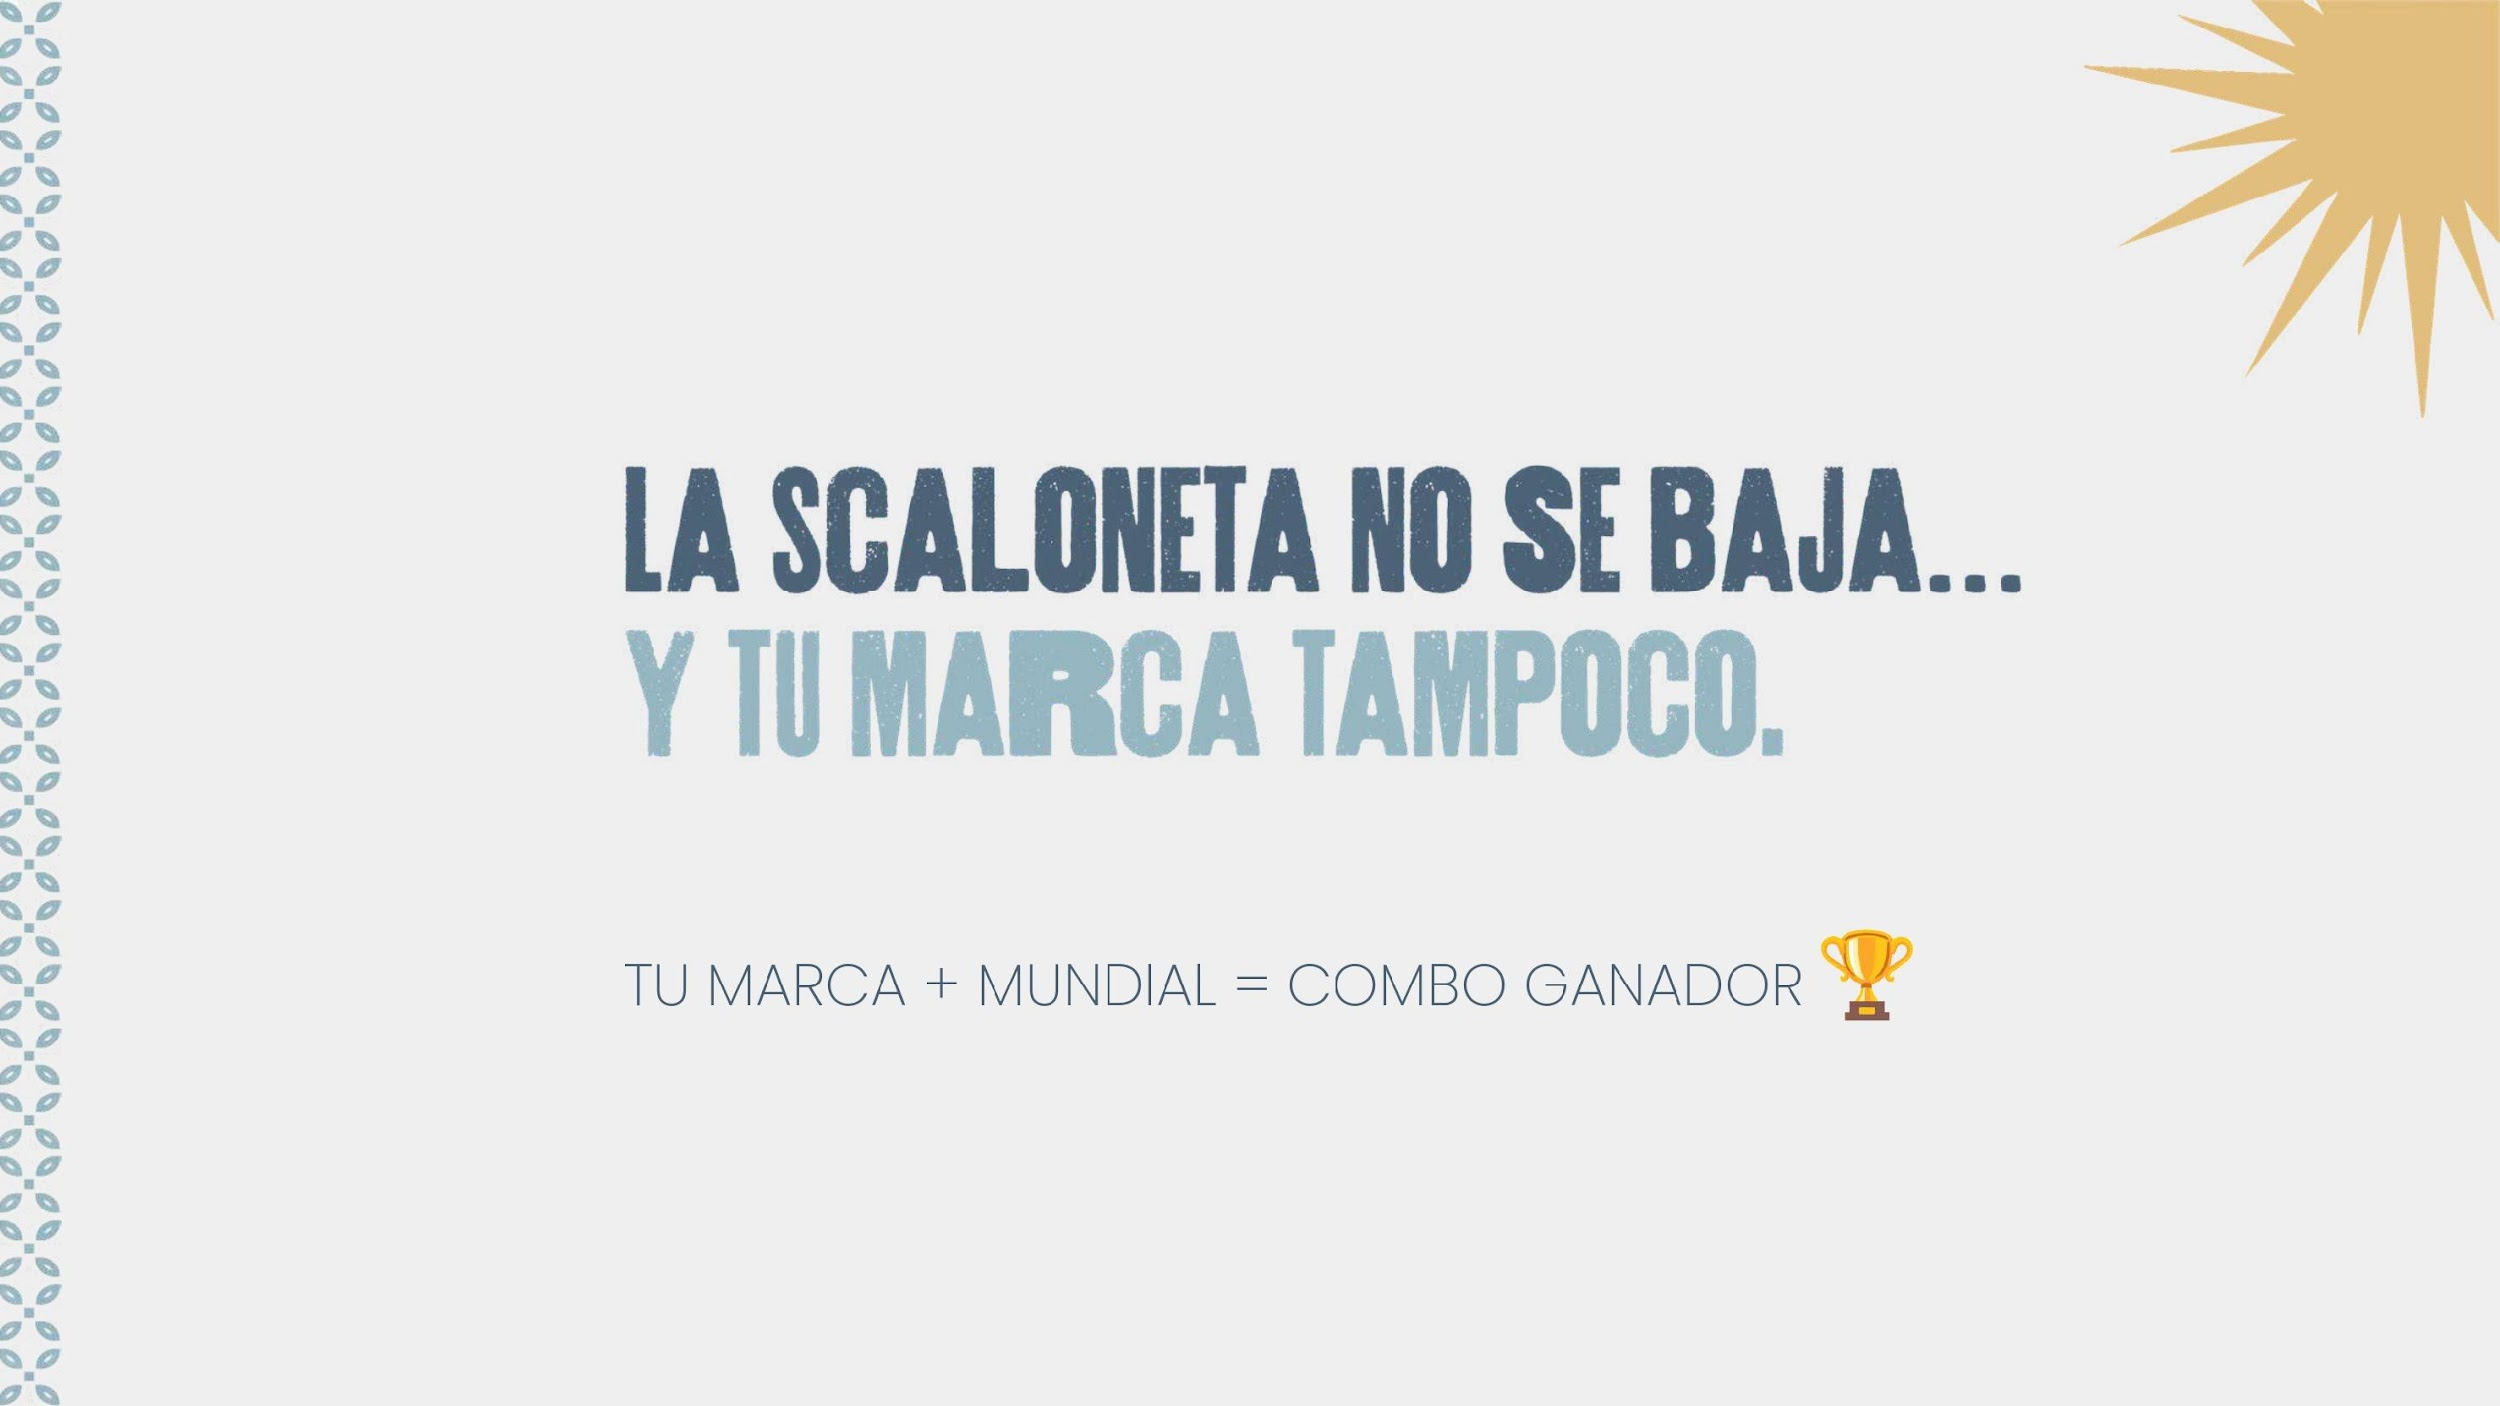 LA SCALONETA NO SE BAJA...
Y TU MARCA TAMPOCO.
TU MARCA + MUNDIAL = COMBO GANADOR 🏆